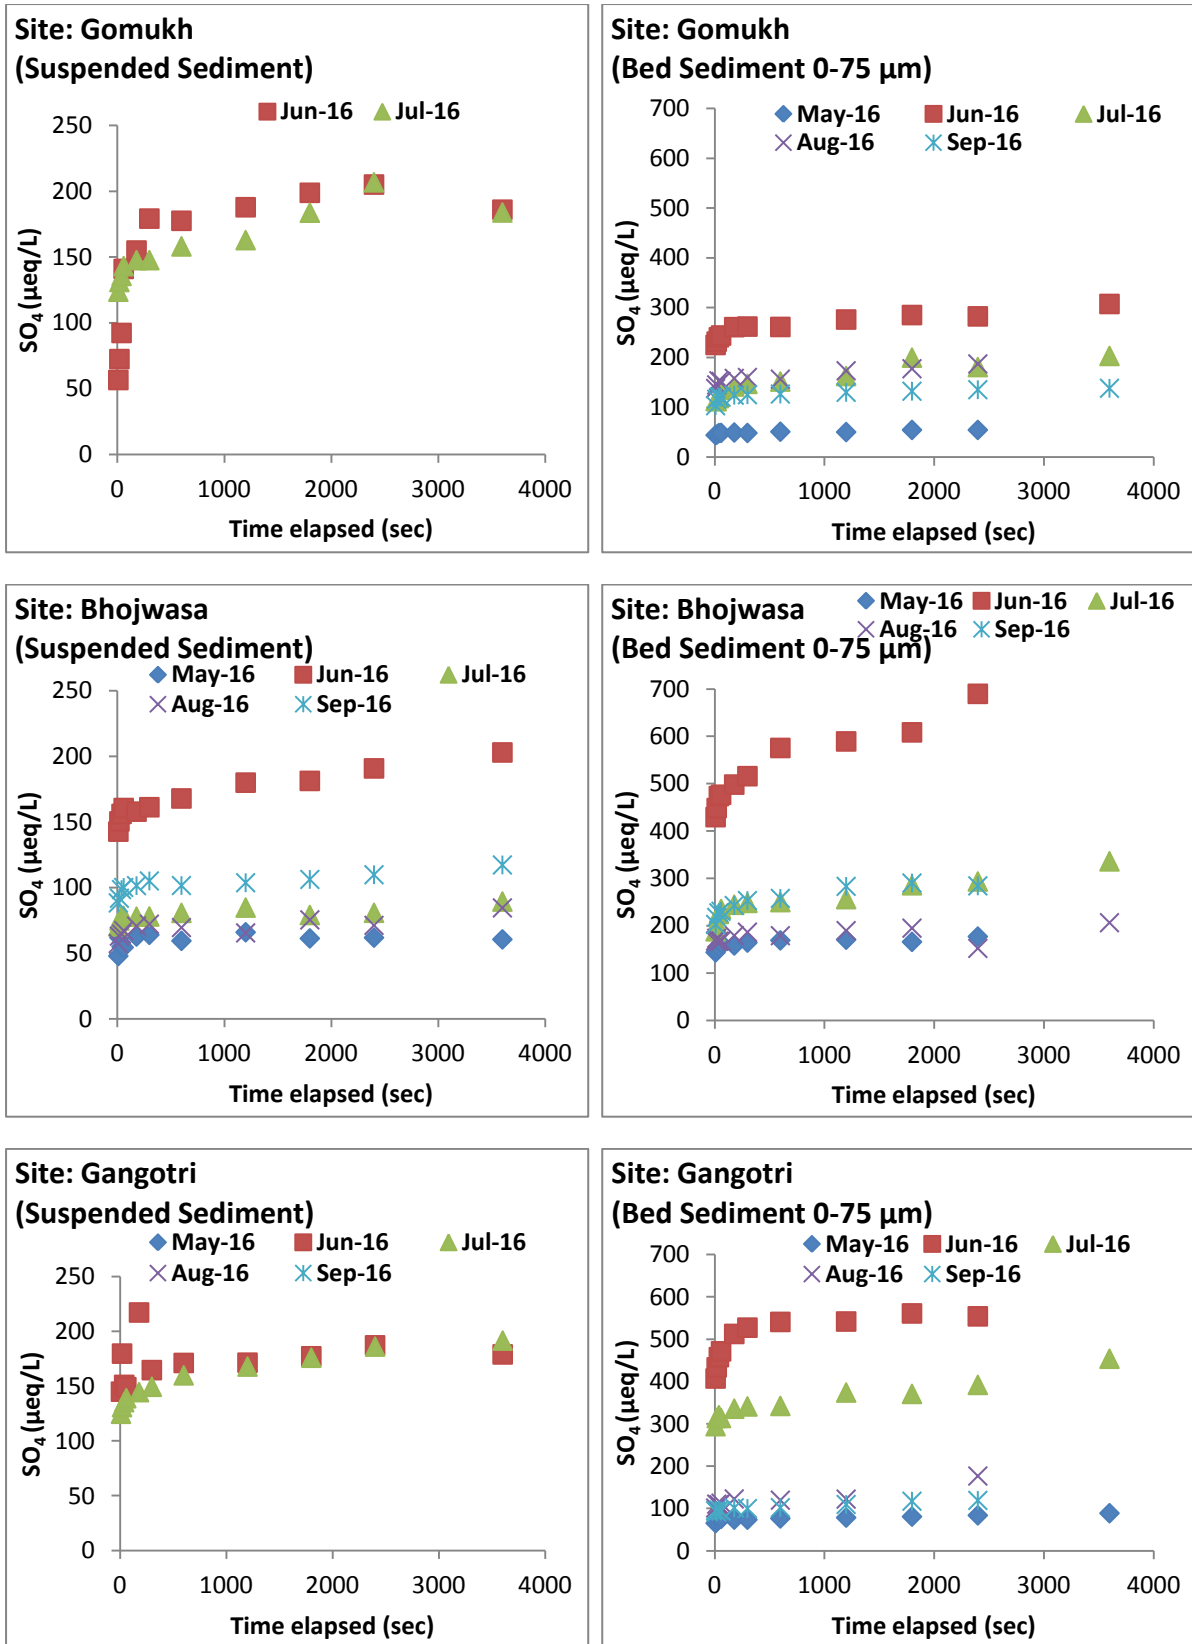 Site: Gomukh
(Suspended Sediment)
Jun-16 Jul-16
250
200
150
100
50
0
SO4 (µeq/L)
0 1000 2000 3000 4000
Time elapsed (sec)
Site: Gomukh
(Bed Sediment 0-75 µm)
May-16 Jun-16 Jul-16
Aug-16 Sep-16
700
600
500
400
300
200
100
0
SO4 (µeq/L)
0 1000 2000 3000 4000
Time elapsed (sec)
Site: Bhojwasa
(Suspended Sediment)
May-16 Jun-16 Jul-16
Aug-16 Sep-16
250
200
150
100
50
0
SO4 (µeq/L)
0 1000 2000 3000 4000
Time elapsed (sec)
Site: Bhojwasa
(Bed Sediment 0-75 µm)
May-16 Jun-16 Jul-16
Aug-16 Sep-16
700
600
500
400
300
200
100
0
SO4 (µeq/L)
0 1000 2000 3000 4000
Time elapsed (sec)
Site: Gangotri
(Suspended Sediment)
May-16 Jun-16 Jul-16
Aug-16 Sep-16
250
200
150
100
50
0
SO4 (µeq/L)
0 1000 2000 3000 4000
Time elapsed (sec)
Site: Gangotri
(Bed Sediment 0-75 µm)
May-16 Jun-16 Jul-16
Aug-16 Sep-16
700
600
500
400
300
200
100
0
SO4 (µeq/L)
0 1000 2000 3000 4000
Time elapsed (sec)